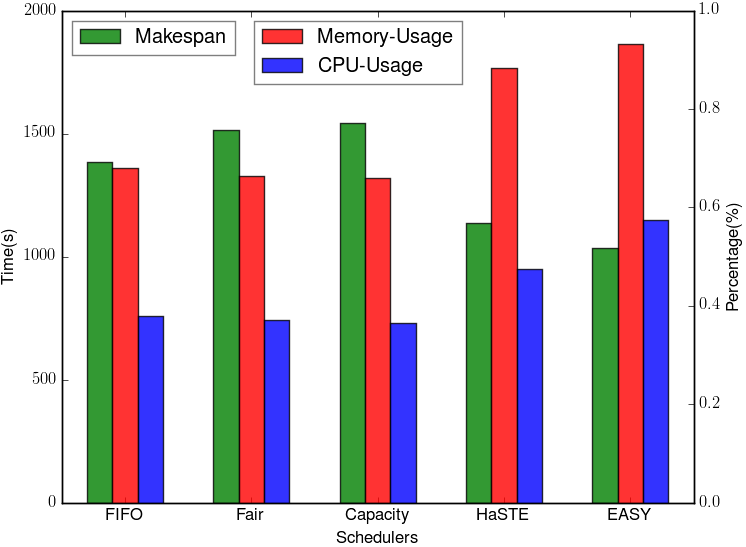 Makespan
Memory-Usage
CPU-Usage
2000
1500
1000
500
0
Time(s)
1.0
0.8
0.6
0.4
0.2
0.0
Percentage(%)
FIFO Fair Capacity HaSTE EASY
Schedulers